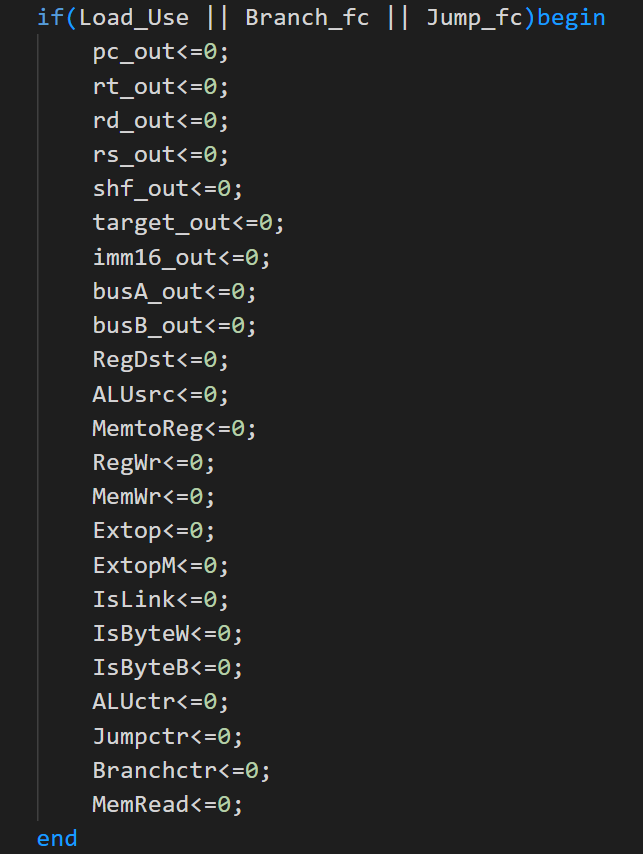 if(Load_Use || Branch_fc || Jump_fc)begin
pc_out<=0;
rt_out<=0;
rd_out<=0;
rs_out<=0;
shf_out<=0;
target_out<=0;
imm16_out<=0;
busA_out<=0;
busB_out<=0;
RegDst<=0;
ALUsrc<=0;
MemtoReg<=0;
RegWr<=0;
MemWr<=0;
Extop<=0;
ExtopM<=0;
IsLink<=0;
IsByteW<=0;
IsByteB<=0;
ALUctr<=0;
Jumpctr<=0;
Branchctr<=0;
MemRead<=0;
end